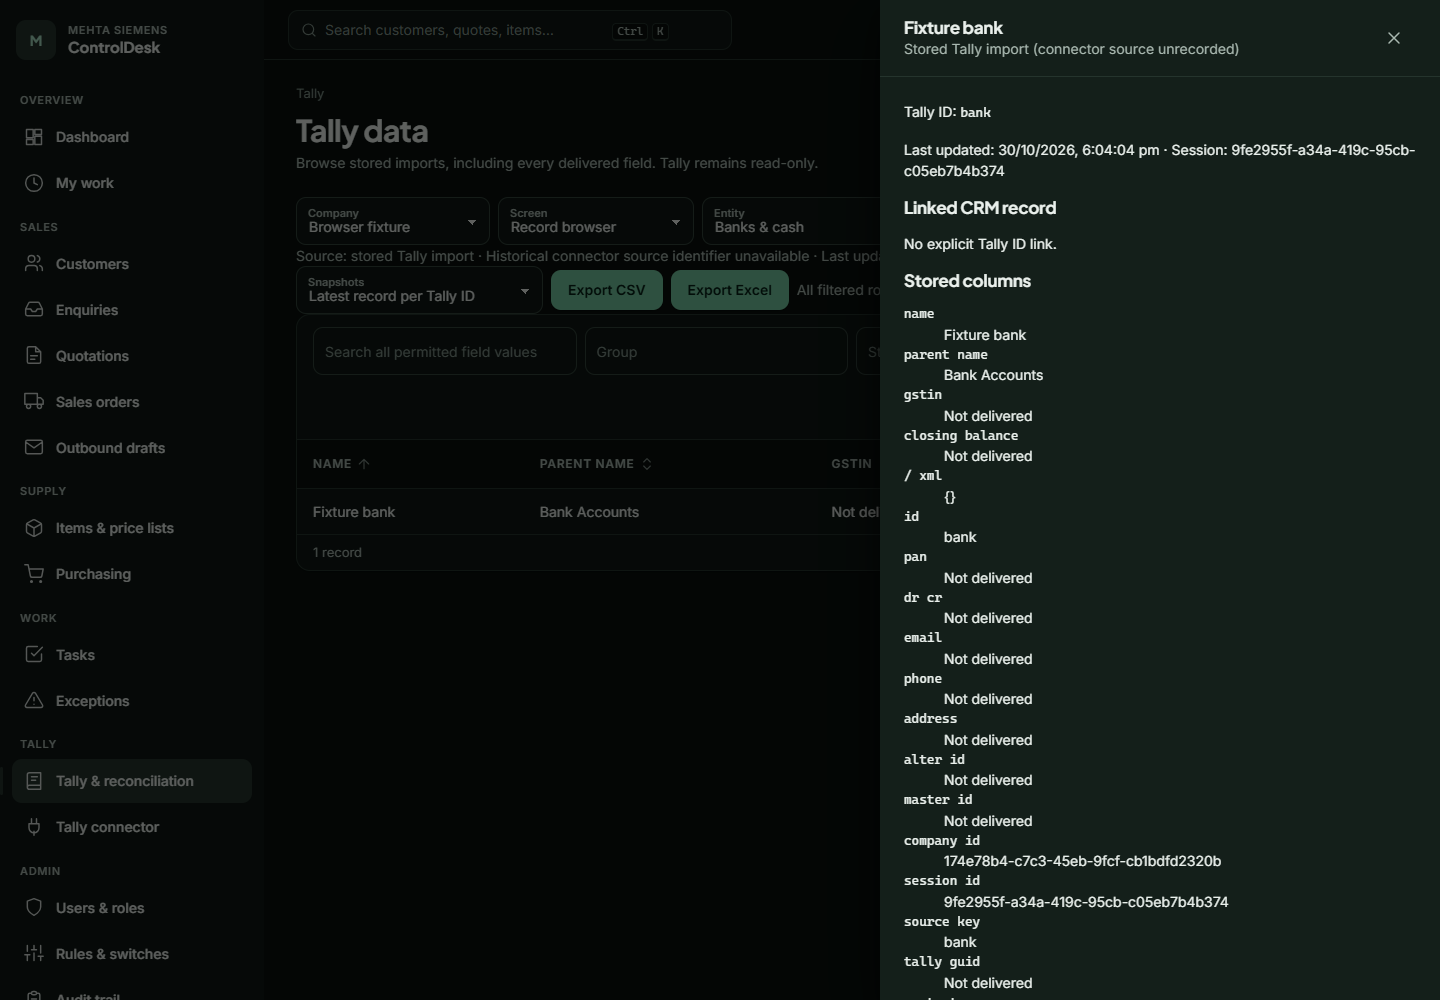 M
MEHTA SIEMENS
ControlDesk
OVERVIEW
Dashboard
My work
SALES
Customers
Enquiries
Quotations
Sales orders
Outbound drafts
SUPPLY
Items & price lists
Purchasing
WORK
Tasks
Exceptions
TALLY
Tally & reconciliation
Tally connector
ADMIN
Users & roles
Rules & switches
Audit trail
Search customers, quotes, items... Ctrl K
Tally
Tally data
Browse stored imports, including every delivered field. Tally remains read-only.
Company
Browser fixture
Screen
Record browser
Entity
Banks & cash
Source: stored Tally import · Historical connector source identifier unavailable · Last upda
Snapshots
Latest record per Tally ID
Export CSV
Export Excel
All filtered ro
Search all permitted field values
Group
St
NAME PARENT NAME GSTIN
Fixture bank Bank Accounts Not del
1 record
Fixture bank
Stored Tally import (connector source unrecorded)
Tally ID: bank
Last updated: 30/10/2026, 6:04:04 pm · Session: 9fe2955f-a34a-419c-95cb-
c05eb7b4b374
Linked CRM record
No explicit Tally ID link.
Stored columns
name
Fixture bank
parent name
Bank Accounts
gstin
Not delivered
closing balance
Not delivered
/ xml
{}
id
bank
pan
Not delivered
dr cr
Not delivered
email
Not delivered
phone
Not delivered
address
Not delivered
alter id
Not delivered
master id
Not delivered
company id
174e78b4-c7c3-45eb-9fcf-cb1bdfd2320b
session id
9fe2955f-a34a-419c-95cb-c05eb7b4b374
source key
bank
tally guid
Not delivered